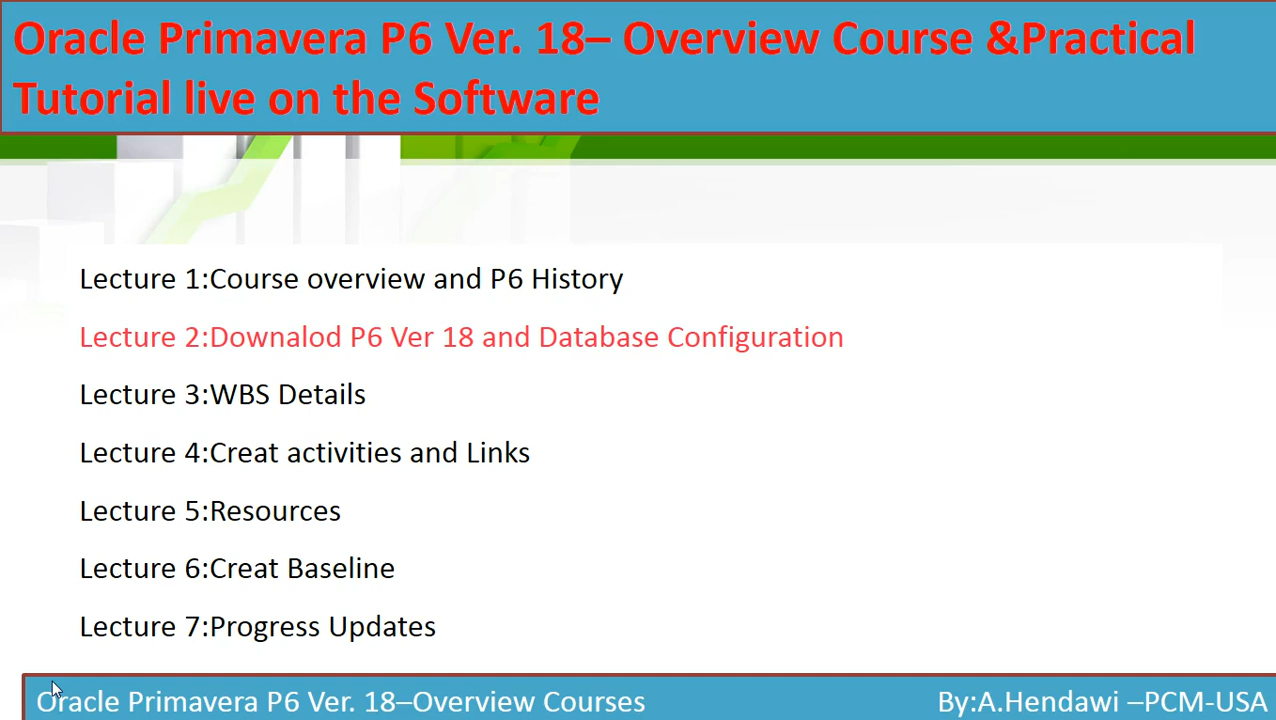 Oracle Primavera P6 Ver. 18– Overview Course &Practical
Tutorial live on the Software
Lecture 1:Course overview and P6 History
Lecture 2:Downalod P6 Ver 18 and Database Configuration
Lecture 3:WBS Details
Lecture 4:Creat activities and Links
Lecture 5:Resources
Lecture 6:Creat Baseline
Lecture 7:Progress Updates
Oracle Primavera P6 Ver. 18–Overview Courses By:A.Hendawi –PCM-USA